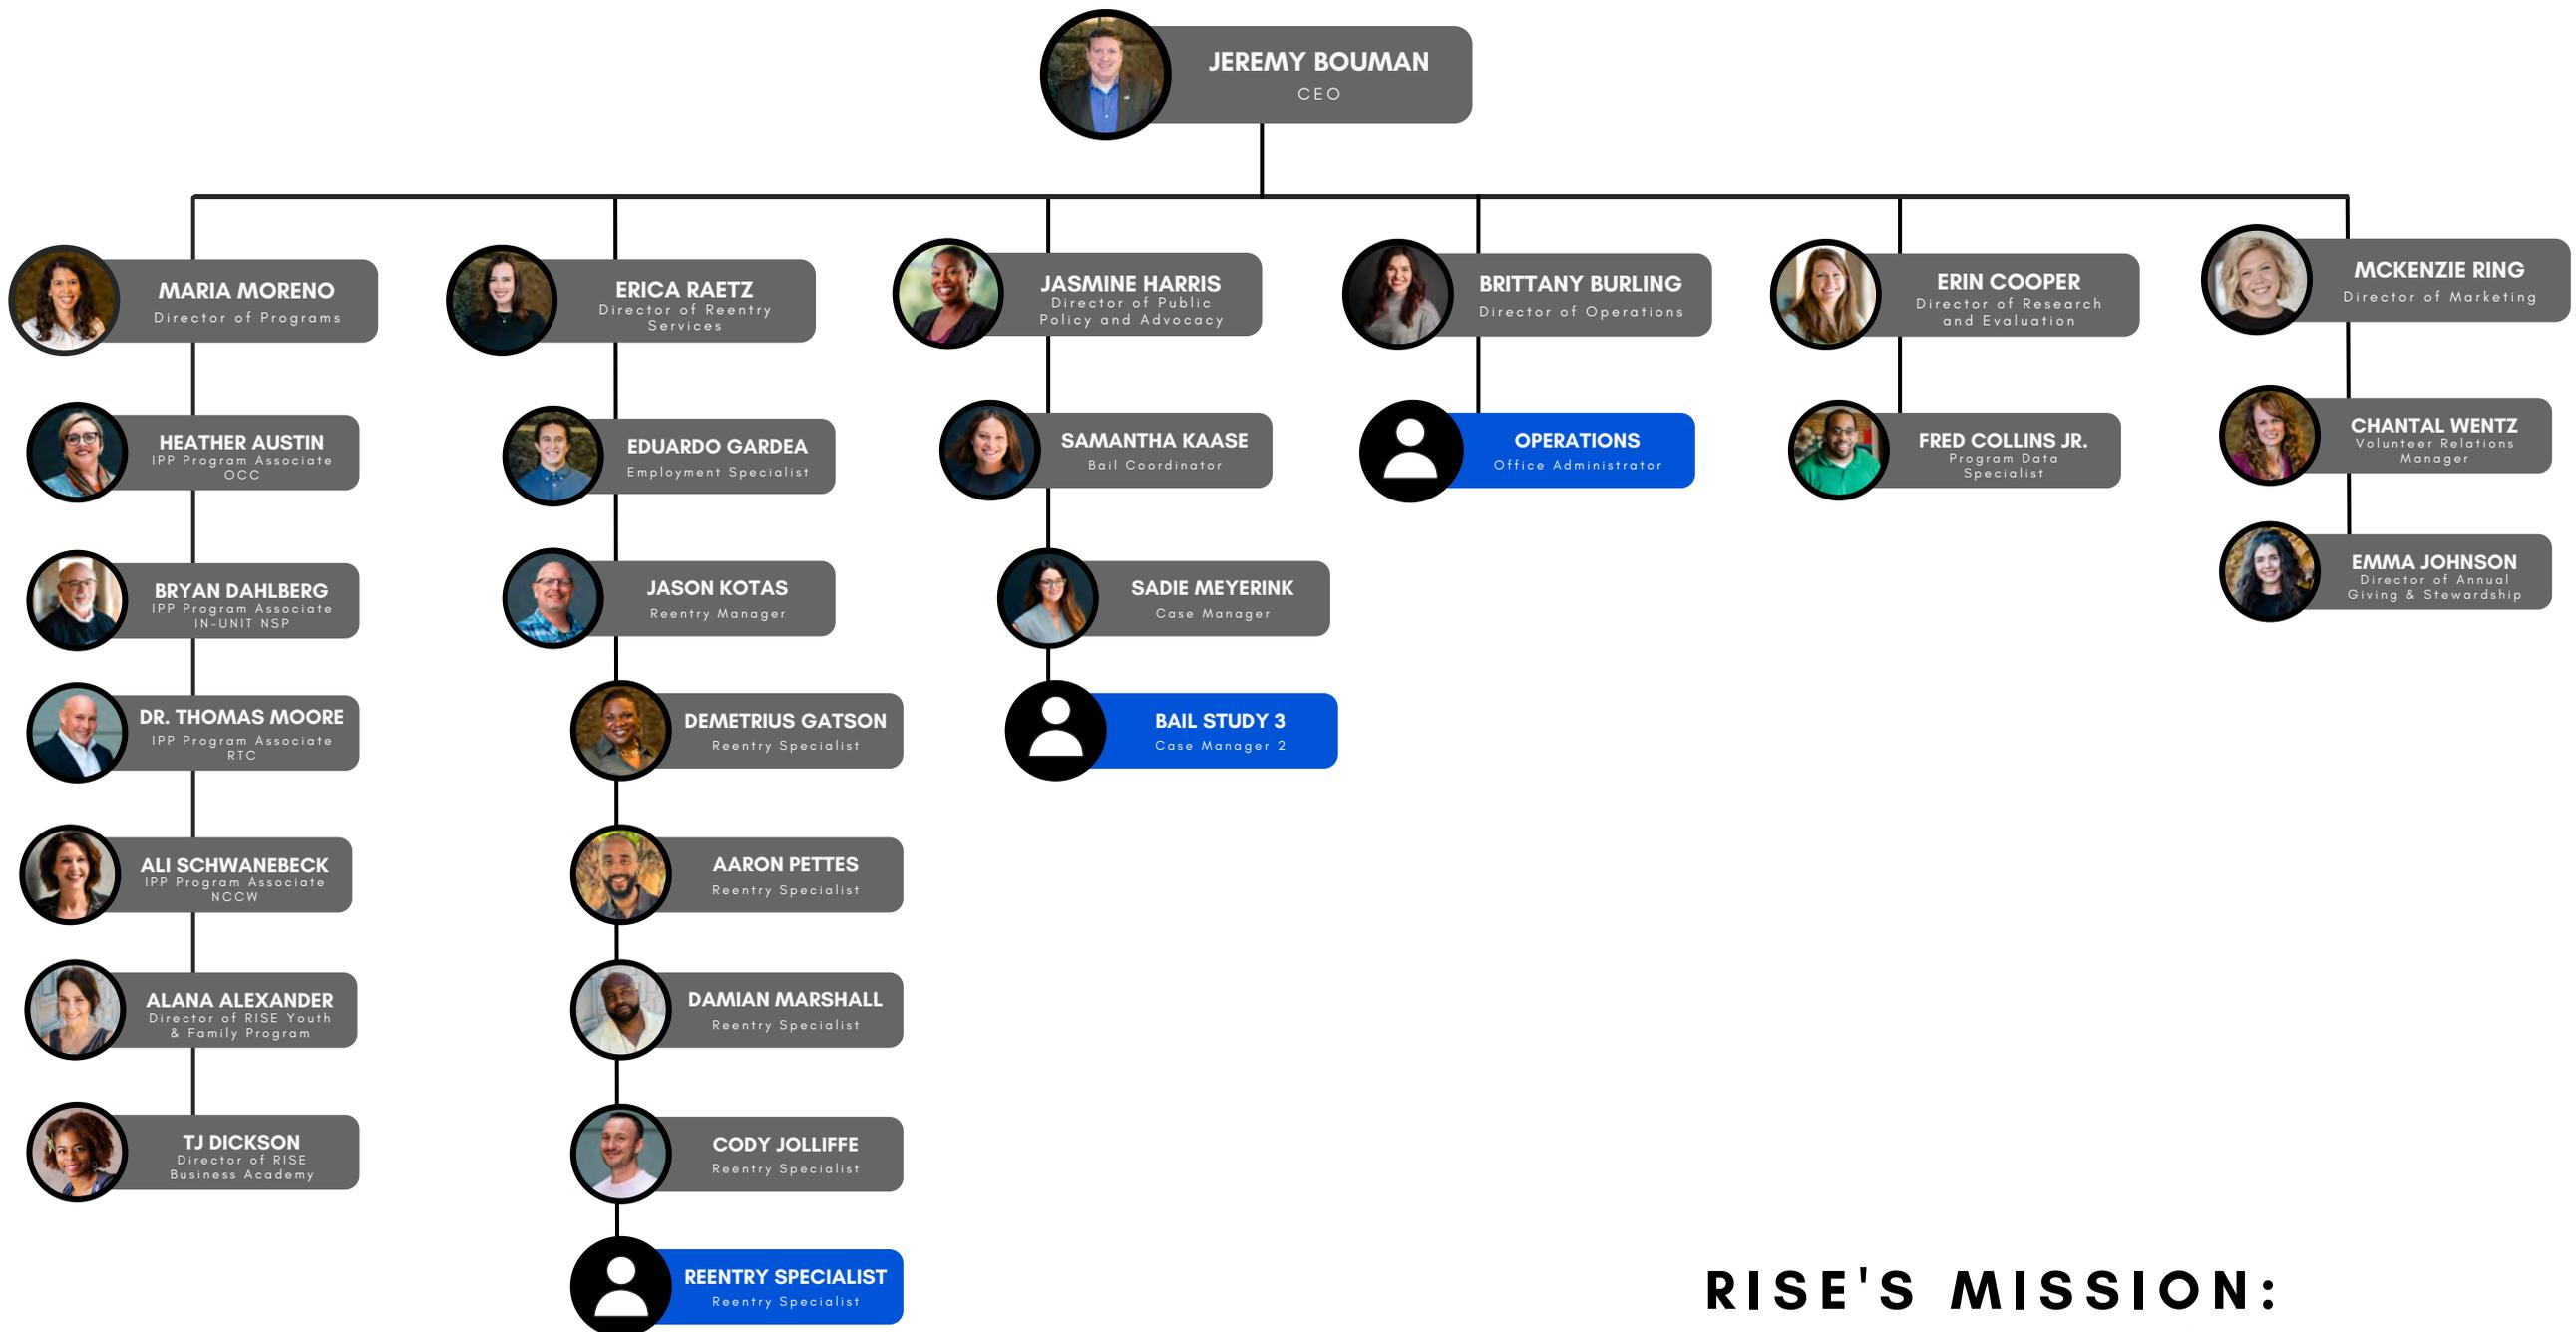 JEREMY BOUMAN
CEO
MARIA MORENO
Director of Programs
ERICA RAETZ
Director of Reentry
Services
JASMINE HARRIS
Director of Public
Policy and Advocacy
BRITTANY BURLING
Director of Operations
ERIN COOPER
Director of Research
and Evaluation
MCKENZIE RING
Director of Marketing
HEATHER AUSTIN
IPP Program Associate
OCC
BRYAN DAHLBERG
IPP Program Associate
IN-UNIT NSP
DR. THOMAS MOORE
IPP Program Associate
RTC
ALI SCHWANEBECK
IPP Program Associate
NCCW
ALANA ALEXANDER
Director of RISE Youth
& Family Program
TJ DICKSON
Director of RISE
Business Academy
EDUARDO GARDEA
Employment Specialist
JASON KOTAS
Reentry Manager
DEMETRIUS GATSON
Reentry Specialist
AARON PETTES
Reentry Specialist
DAMIAN MARSHALL
Reentry Specialist
CODY JOLLIFFE
Reentry Specialist
REENTRY SPECIALIST
Reentry Specialist
SAMANTHA KAASE
Bail Coordinator
SADIE MEYERINK
Case Manager
BAIL STUDY 3
Case Manager 2
OPERATIONS
Office Administrator
FRED COLLINS JR.
Program Data
Specialist
CHANTAL WENTZ
Volunteer Relations
Manager
EMMA JOHNSON
Director of Annual
Giving & Stewardship
RISE'S MISSION: